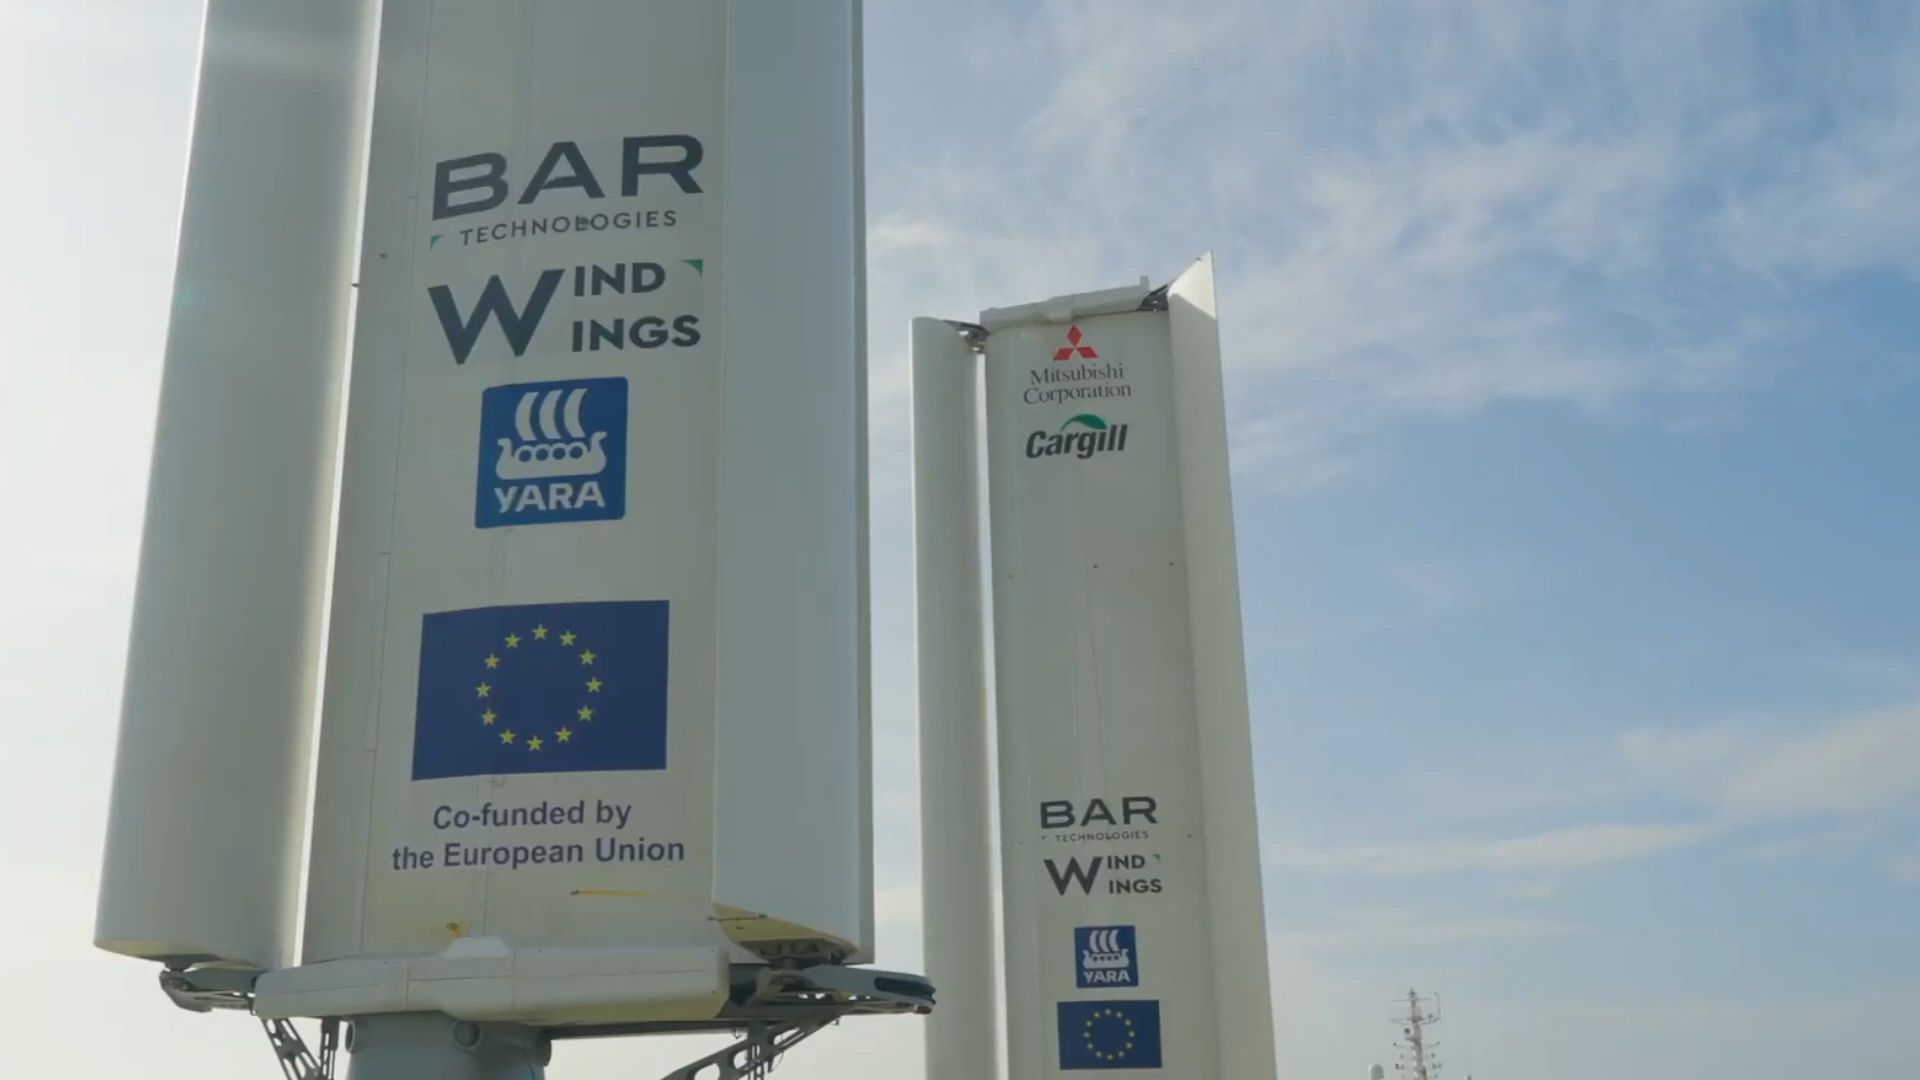 BAR
TECHNOLOGIES
WIND
WINGS
YARA
Co-funded by
the European Union
Mitsubishi
Corporation
Cargill
BAR
TECHNOLOGIES
WIND
WINGS
YARA